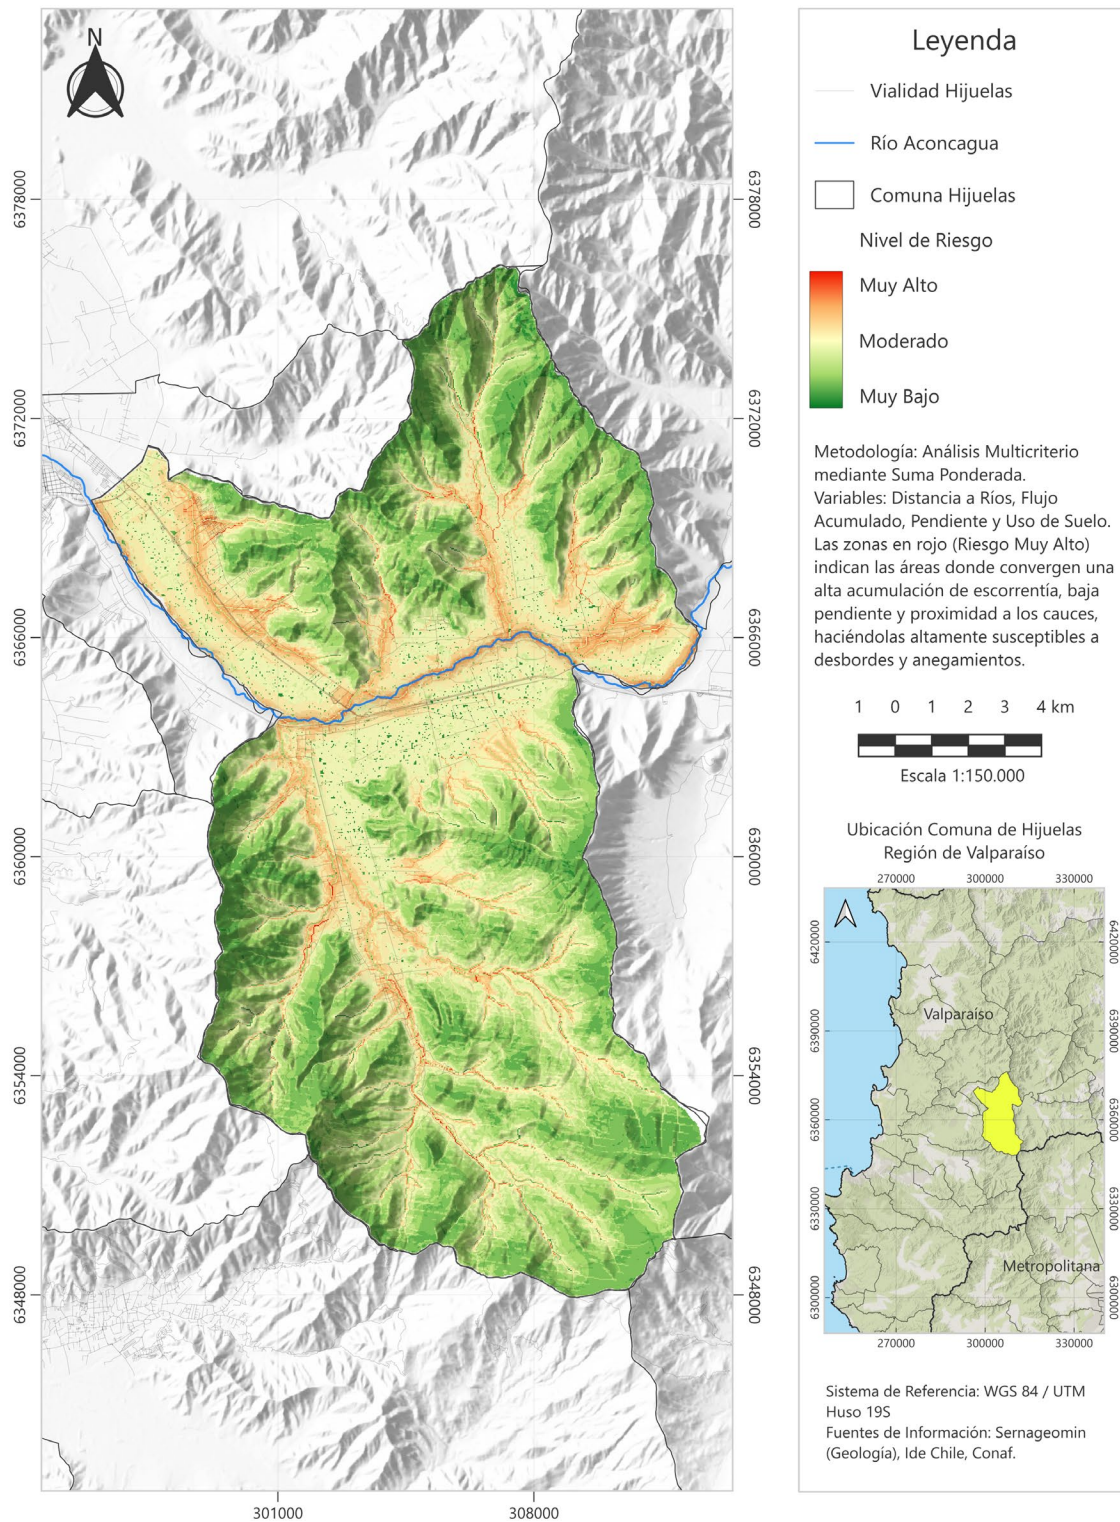 N
6378000
6378000
6372000
6372000
6366000
6366000
6360000
6360000
6354000
6354000
6348000
6348000
301000
308000
Leyenda
Vialidad Hijuelas
Río Aconcagua
Comuna Hijuelas
Nivel de Riesgo
Muy Alto
Moderado
Muy Bajo
Metodología: Análisis Multicriterio
mediante Suma Ponderada.
Variables: Distancia a Ríos, Flujo
Acumulado, Pendiente y Uso de Suelo.
Las zonas en rojo (Riesgo Muy Alto)
indican las áreas donde convergen una
alta acumulación de escorrentía, baja
pendiente y proximidad a los cauces,
haciéndolas altamente susceptibles a
desbordes y anegamientos.
1 0 1 2 3 4 km
Escala 1:150.000
Ubicación Comuna de Hijuelas
Región de Valparaíso
270000 300000 330000
6420000
6420000
6390000
6390000
6360000
6360000
6330000
6330000
6300000
6300000
Valparaíso
Metropolitana
270000 300000 330000
Sistema de Referencia: WGS 84 / UTM
Huso 19S
Fuentes de Información: Sernageomin
(Geología), Ide Chile, Conaf.